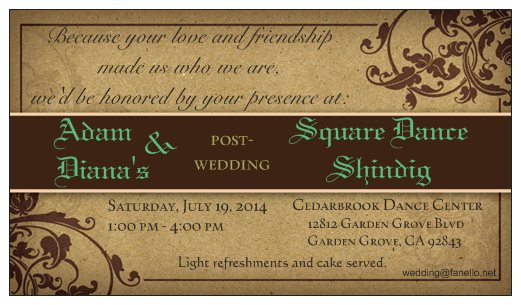 Because your love and friendship
made us who we are,
we'd be honored by your presence at:
Adam & Diana's
POST-WEDDING
Square Dance Shindig
Saturday, July 19, 2014
1:00 pm - 4:00 pm
Cedarbrook Dance Center
12812 Garden Grove Blvd
Garden Grove, CA 92843
Light refreshments and cake served.
wedding@fanello.net